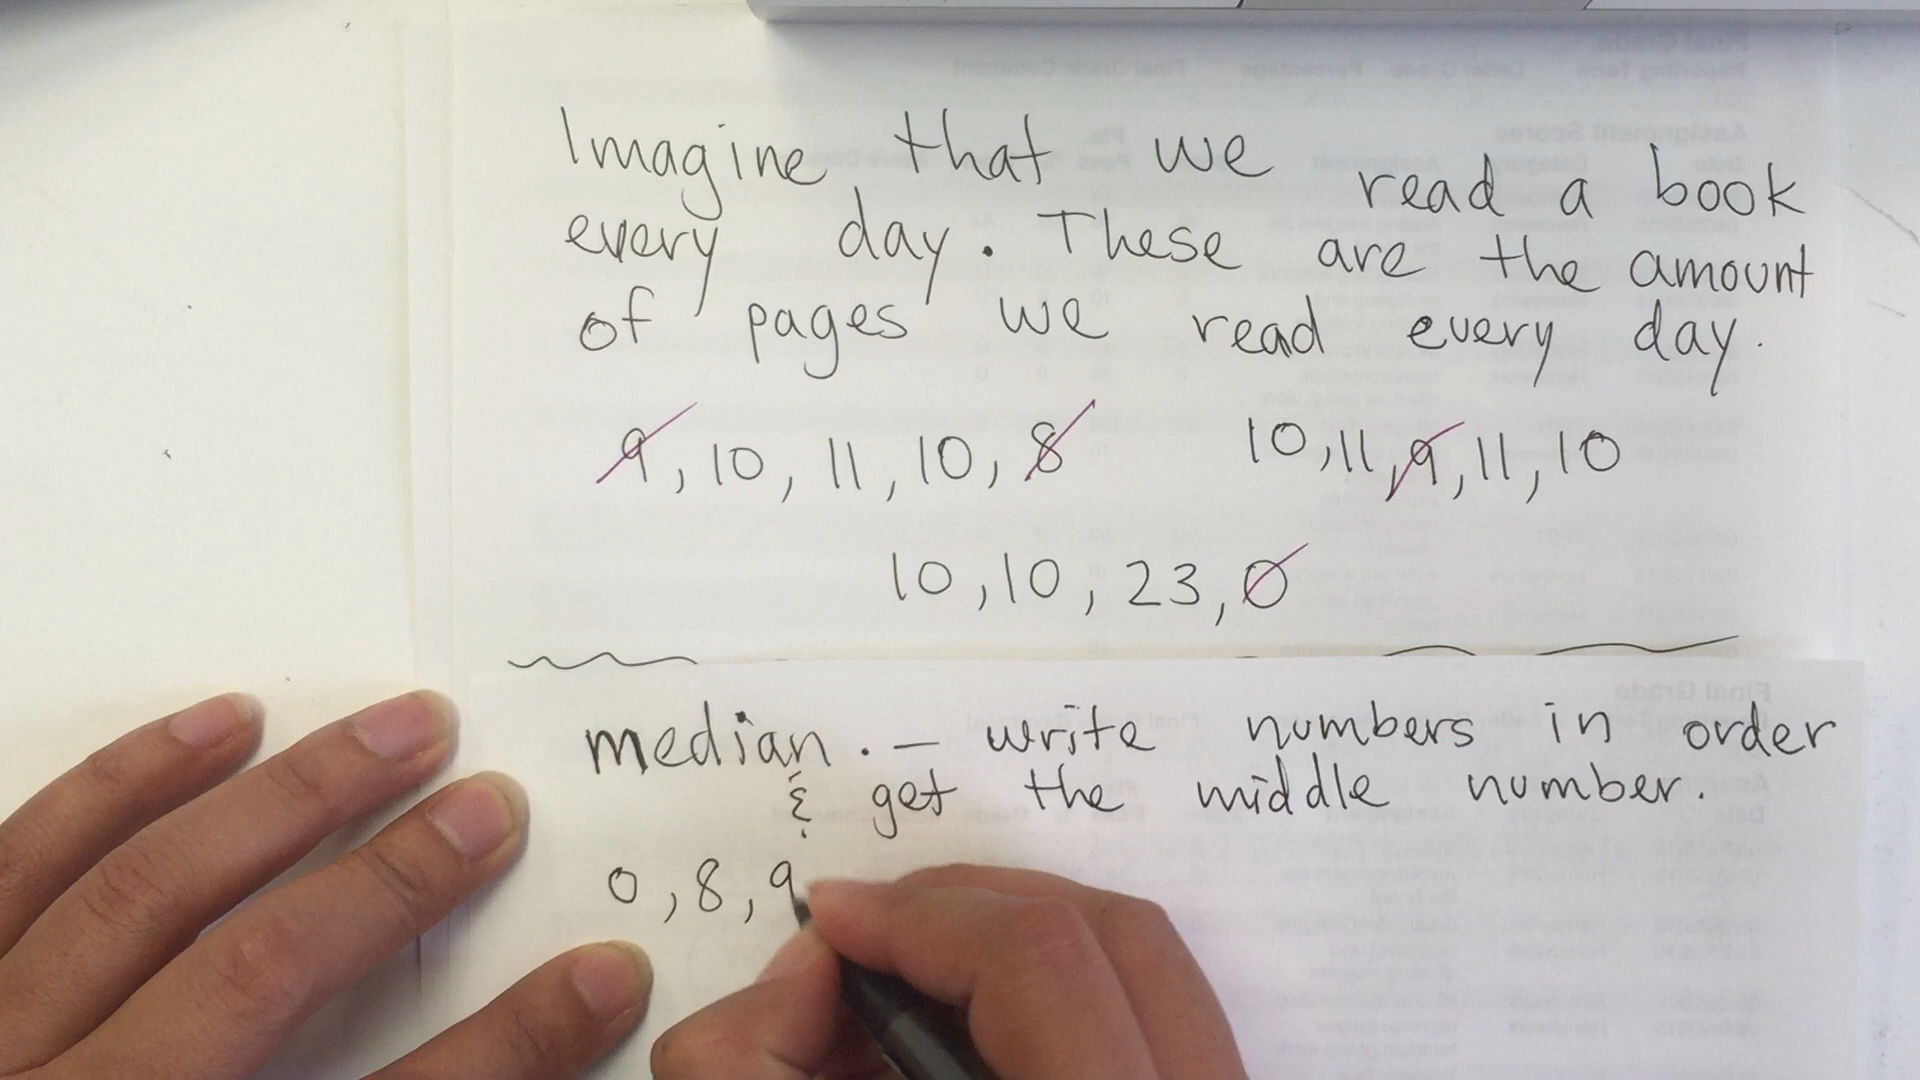 Imagine that we read a book
every day. These are the amount
of pages we read every day.
9, 10, 11, 10, 8 10, 11, 9, 11, 10
10, 10, 23, 0
median. - write numbers in order
& get the middle number.
0, 8, 9